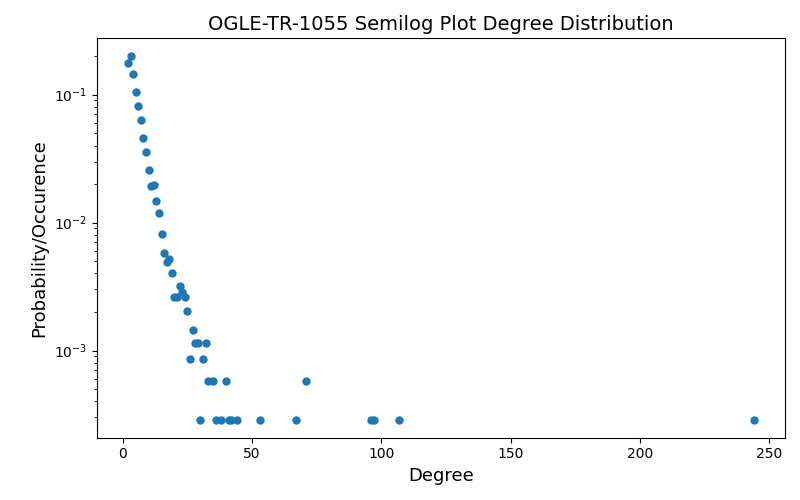 OGLE-TR-1055 Semilog Plot Degree Distribution
Probability/Occurence
10⁻¹
10⁻²
10⁻³
0 50 100 150 200 250
Degree